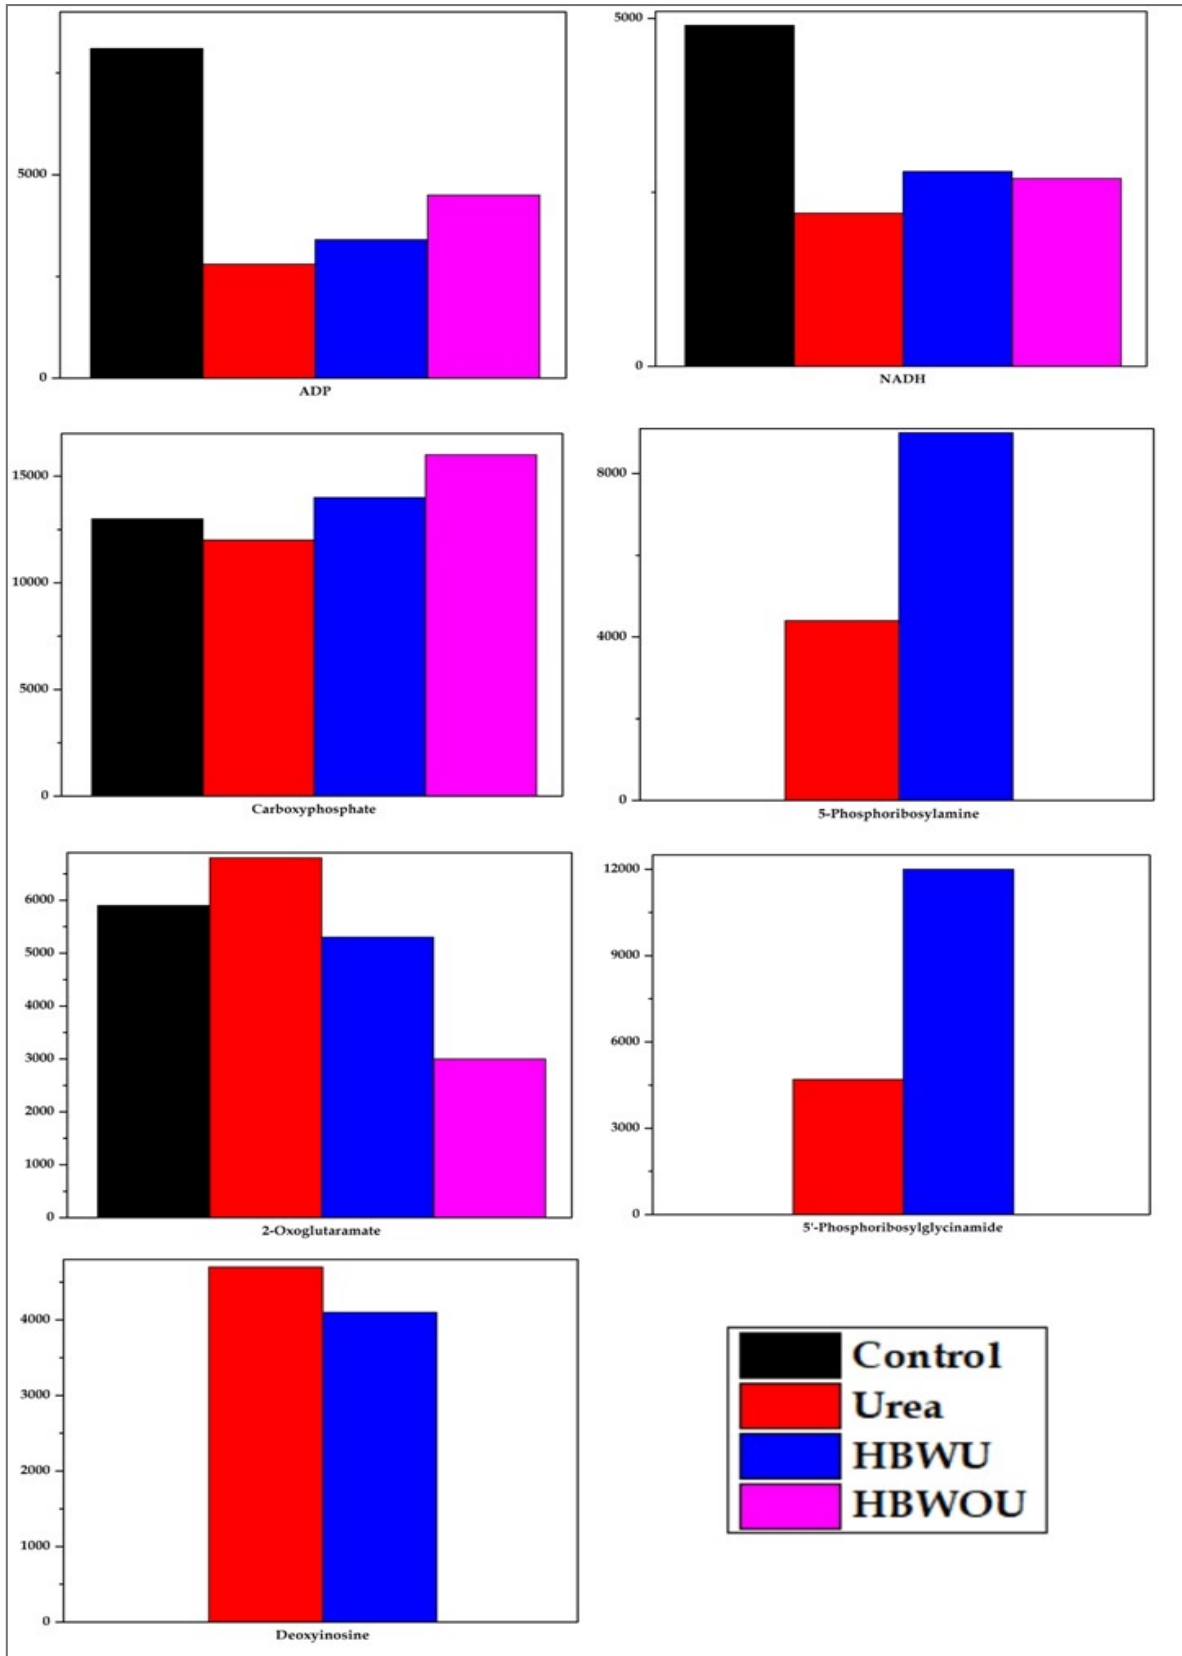 5000
0
ADP
5000
0
NADH
15000
10000
5000
0
Carboxyphosphate
8000
4000
0
5-Phosphoribosylamine
6000
5000
4000
3000
2000
1000
0
2-Oxoglutaramate
12000
9000
6000
3000
0
5'-Phosphoribosylglycinamide
4000
3000
2000
1000
0
Deoxyinosine
Control
Urea
HBWU
HBWOU